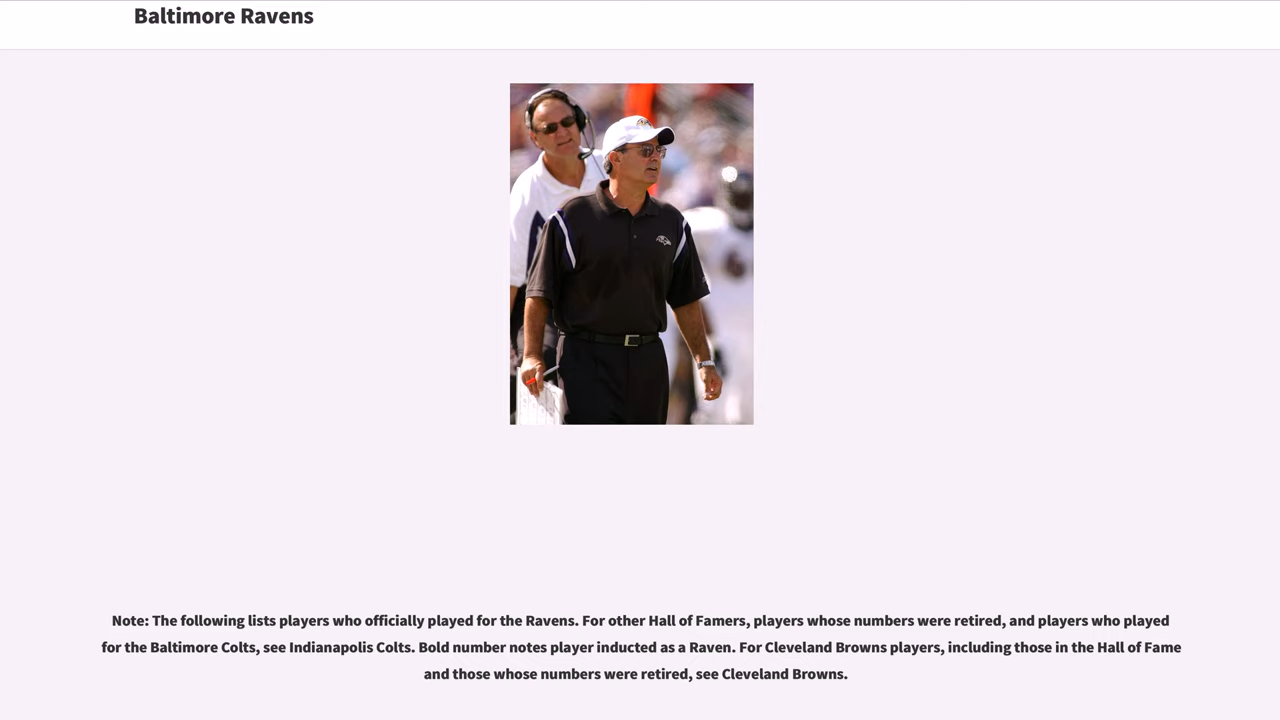 Baltimore Ravens
Note: The following lists players who officially played for the Ravens. For other Hall of Famers, players whose numbers were retired, and players who played
for the Baltimore Colts, see Indianapolis Colts. Bold number notes player inducted as a Raven. For Cleveland Browns players, including those in the Hall of Fame
and those whose numbers were retired, see Cleveland Browns.